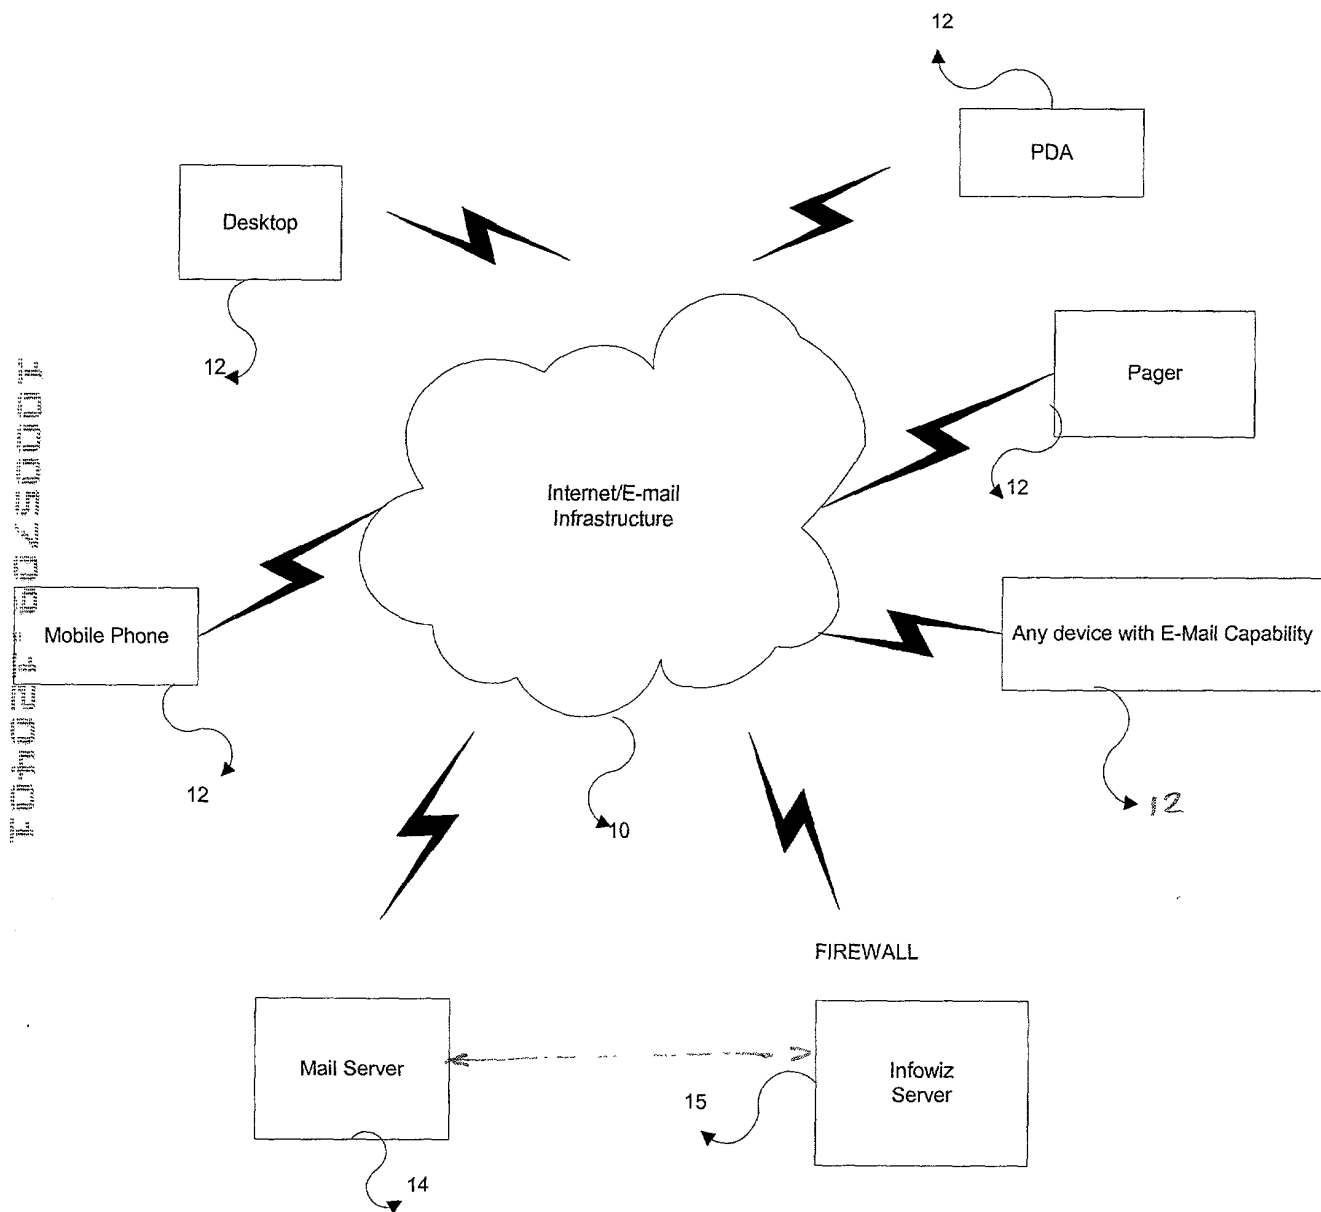 12
PDA
Desktop
12
Pager
12
Internet/E-mail
Infrastructure
Mobile Phone
12
Any device with E-Mail Capability
12
10
FIREWALL
Mail Server
14
Infowiz
Server
15